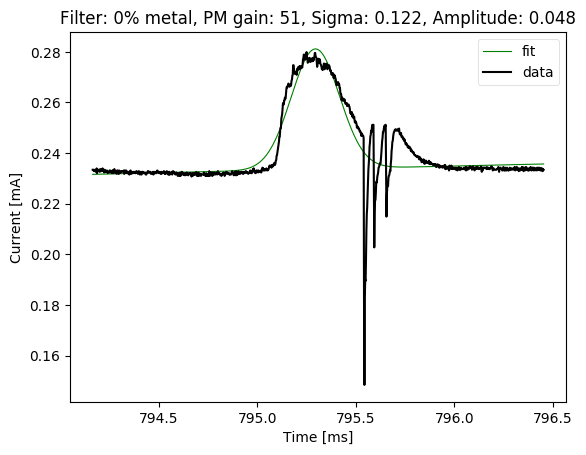 Filter: 0% metal, PM gain: 51, Sigma: 0.122, Amplitude: 0.048
fit
data
0.28
0.26
0.24
0.22
0.20
0.18
0.16
Current [mA]
794.5
795.0
795.5
796.0
796.5
Time [ms]